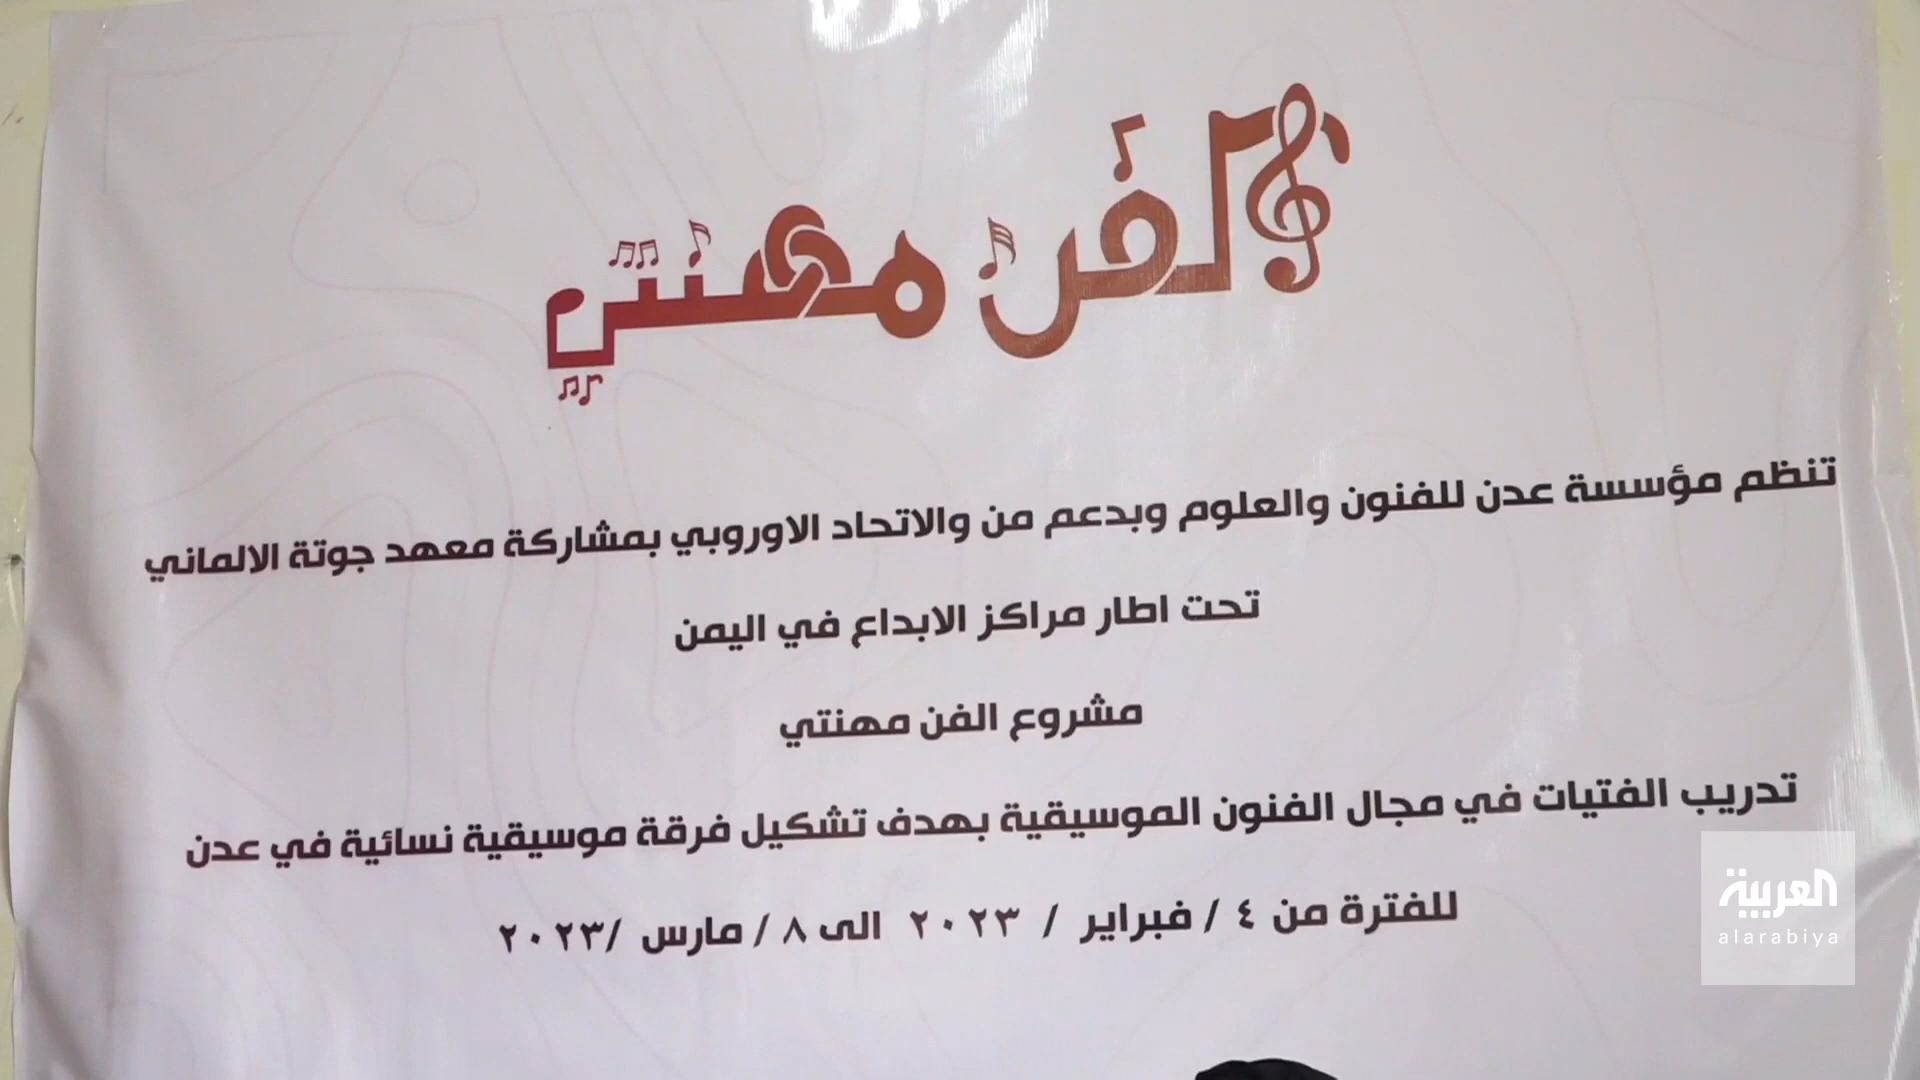 الفن مهنتي
تنظم مؤسسة عدن للفنون والعلوم وبدعم من والاتحاد الاوروبي بمشاركة معهد جوتة الالماني
تحت اطار مراكز الابداع في اليمن
مشروع الفن مهنتي
تدريب الفتيات في مجال الفنون الموسيقية بهدف تشكيل فرقة موسيقية نسائية في عدن
للفترة من ٤ / فبراير / ٢٠٢٣ الى ٨ / مارس /٢٠٢٣
العربية
alarabiya